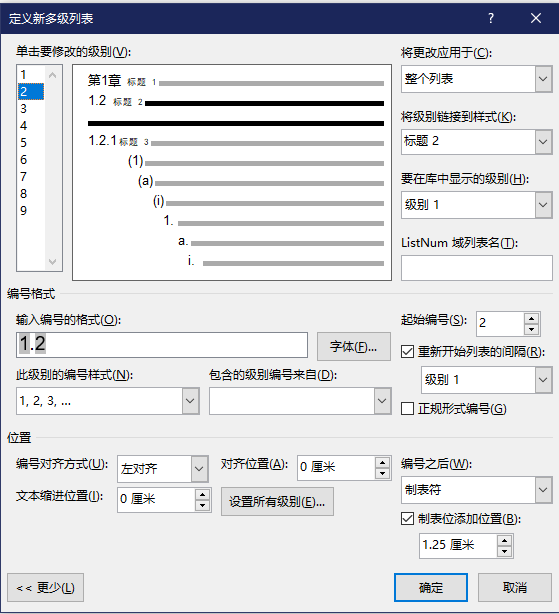 定义新多级列表
单击要修改的级别(V):
1
2
3
4
5
6
7
8
9
第1章 标题 1
1.2 标题 2
1.2.1 标题 3
(1)
(a)
(i)
1.
a.
i.
将更改应用于(C):
整个列表
将级别链接到样式(K):
标题 2
要在库中显示的级别(H):
级别 1
ListNum 域列表名(T):
编号格式
输入编号的格式(O):
1.2
字体(F)...
起始编号(S): 2
重新开始列表的间隔(R):
级别 1
此级别的编号样式(N):
1, 2, 3, ...
包含的级别编号来自(D):
正规形式编号(G)
位置
编号对齐方式(U): 左对齐
对齐位置(A): 0 厘米
文本缩进位置(I): 0 厘米
设置所有级别(E)...
编号之后(W):
制表符
制表位添加位置(B):
1.25 厘米
<< 更少(L)
确定
取消